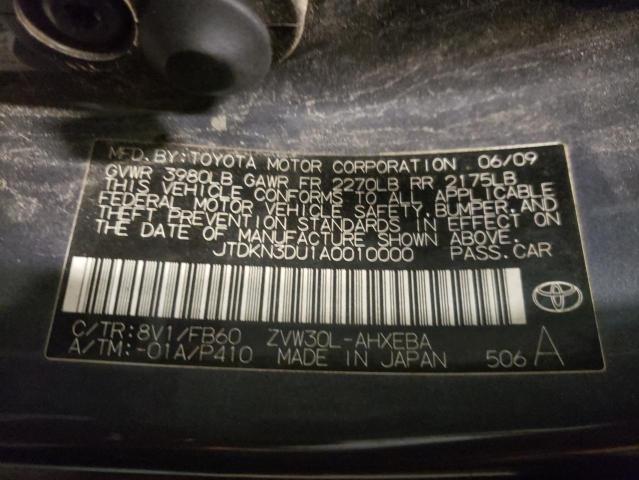 MFD. BY: TOYOTA MOTOR CORPORATION 06/09
GVWR 3980LB GAWR FR 2270LB RR 2175LB
THIS VEHICLE CONFORMS TO ALL APPLICABLE
FEDERAL MOTOR VEHICLE SAFETY, BUMPER, AND
THEFT PREVENTION STANDARDS IN EFFECT ON
THE DATE OF MANUFACTURE SHOWN ABOVE.
JTDKN3DU1A0010000 PASS. CAR
C/TR: 8V1/FB60 ZVW30L-AHXEBA
A/TM: -01A/P410 MADE IN JAPAN 506 A